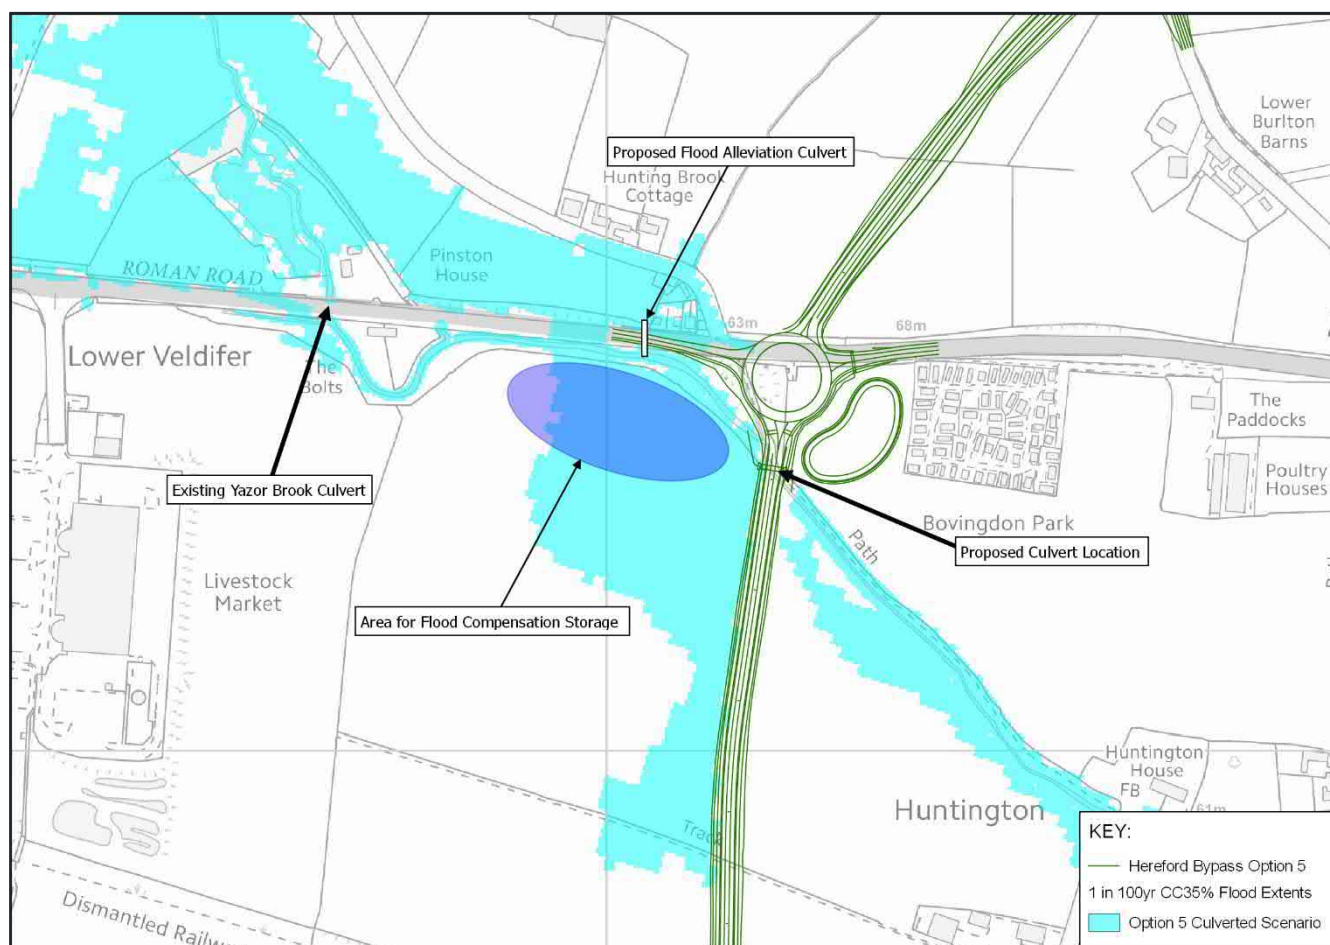 Lower
Burlton
Barns
Proposed Flood Alleviation Culvert
Hunting Brook
Cottage
Pinston
House
ROMAN ROAD
63m
68m
Lower Veldifer
The
Bolts
The
Paddocks
Poultry
Houses
Existing Yazor Brook Culvert
Bovingdon Park
Path
Proposed Culvert Location
Livestock
Market
Area for Flood Compensation Storage
Huntington
House
FB
61m
Huntington
Track
Dismantled Railway
KEY:
Hereford Bypass Option 5
1 in 100yr CC35% Flood Extents
Option 5 Culverted Scenario